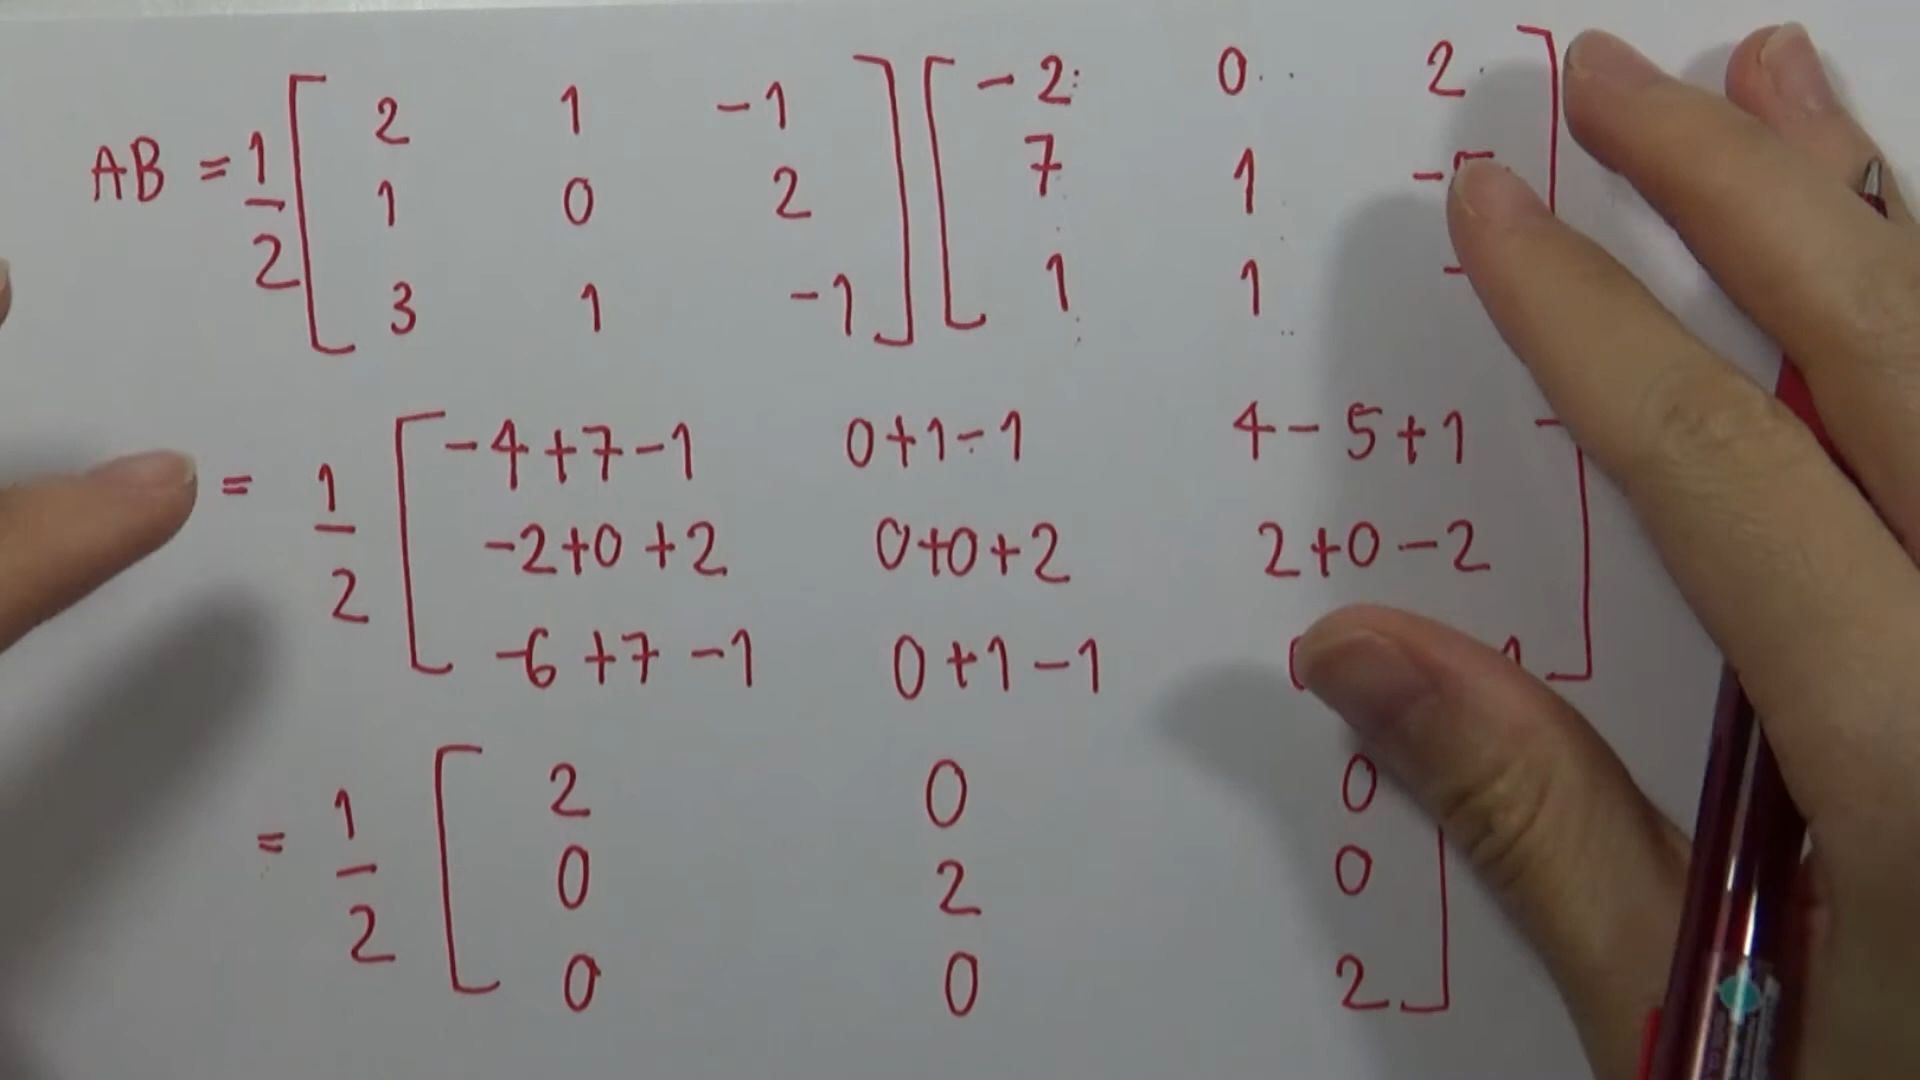 AB = 1/2 [ 2 1 -1 ] [ -2 0 2 ]
[ 1 0 2 ] [ 7 1 - ]
[ 3 1 -1 ] [ 1 1 - ]
= 1/2 [ -4+7-1 0+1-1 4-5+1 ]
[ -2+0+2 0+0+2 2+0-2 ]
[ -6+7-1 0+1-1 ]
= 1/2 [ 2 0 0 ]
[ 0 2 0 ]
[ 0 0 2 ]